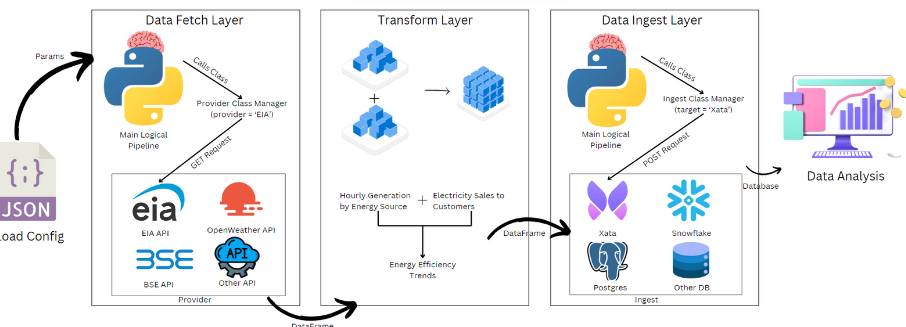 Data Fetch Layer
Transform Layer
Data Ingest Layer
Params
Calls Class
Calls Class
Provider Class Manager
(provider = 'EIA')
Ingest Class Manager
(target = 'Xata')
Main Logical
Pipeline
Main Logical
Pipeline
GET Request
POST Request
{;}
JSON
Load Config
eia
EIA API
OpenWeather API
BSE
BSE API
API
Other API
Provider
+
Hourly Generation
by Energy Source
+
Electricity Sales to
Customers
Energy Efficiency
Trends
DataFrame
DataFrame
Xata
Snowflake
Postgres
Other DB
Ingest
Database
Data Analysis